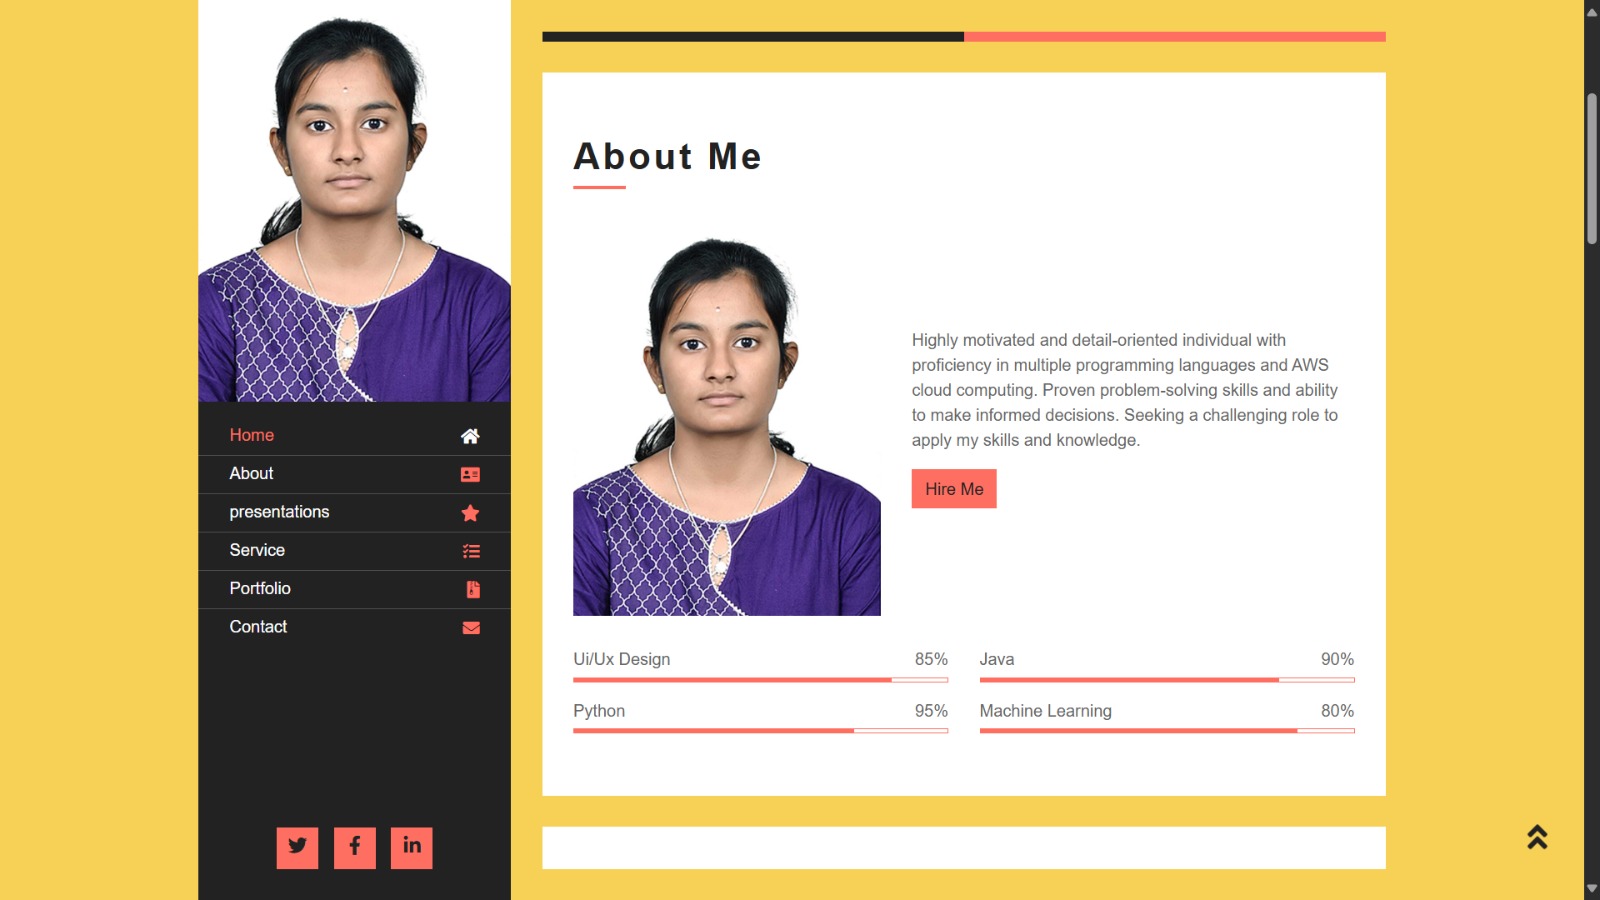 Home
About
presentations
Service
Portfolio
Contact
About Me
Highly motivated and detail-oriented individual with
proficiency in multiple programming languages and AWS
cloud computing. Proven problem-solving skills and ability
to make informed decisions. Seeking a challenging role to
apply my skills and knowledge.
Hire Me
Ui/Ux Design 85%
Java 90%
Python 95%
Machine Learning 80%